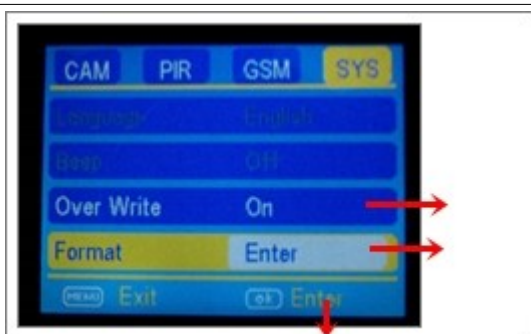 CAM PIR GSM SYS
Language English
Beep Off
Over Write On
Format Enter
MENU Exit ok Enter